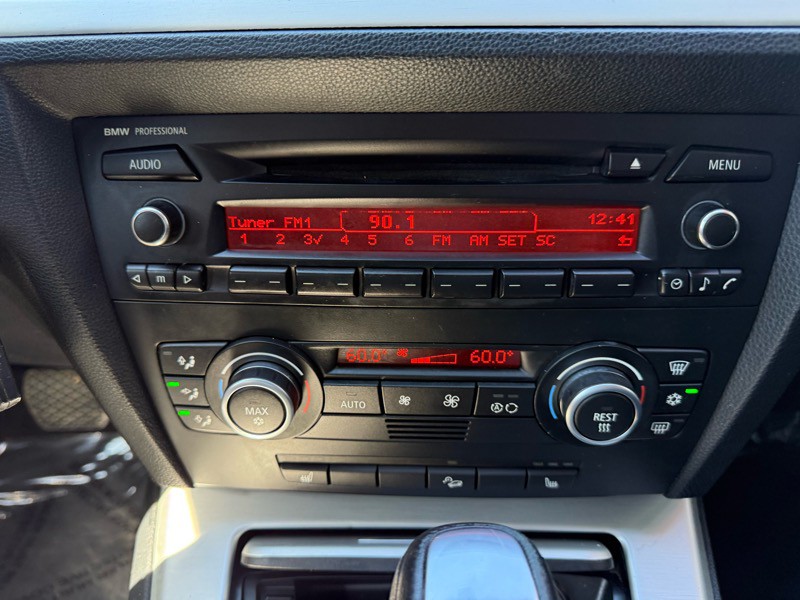 BMW PROFESSIONAL
AUDIO
MENU
Tuner FM1 90.1 12:41
1 2 3✓ 4 5 6 FM AM SET SC
m
60.0° 60.0°
AUTO
A
MAX
REST